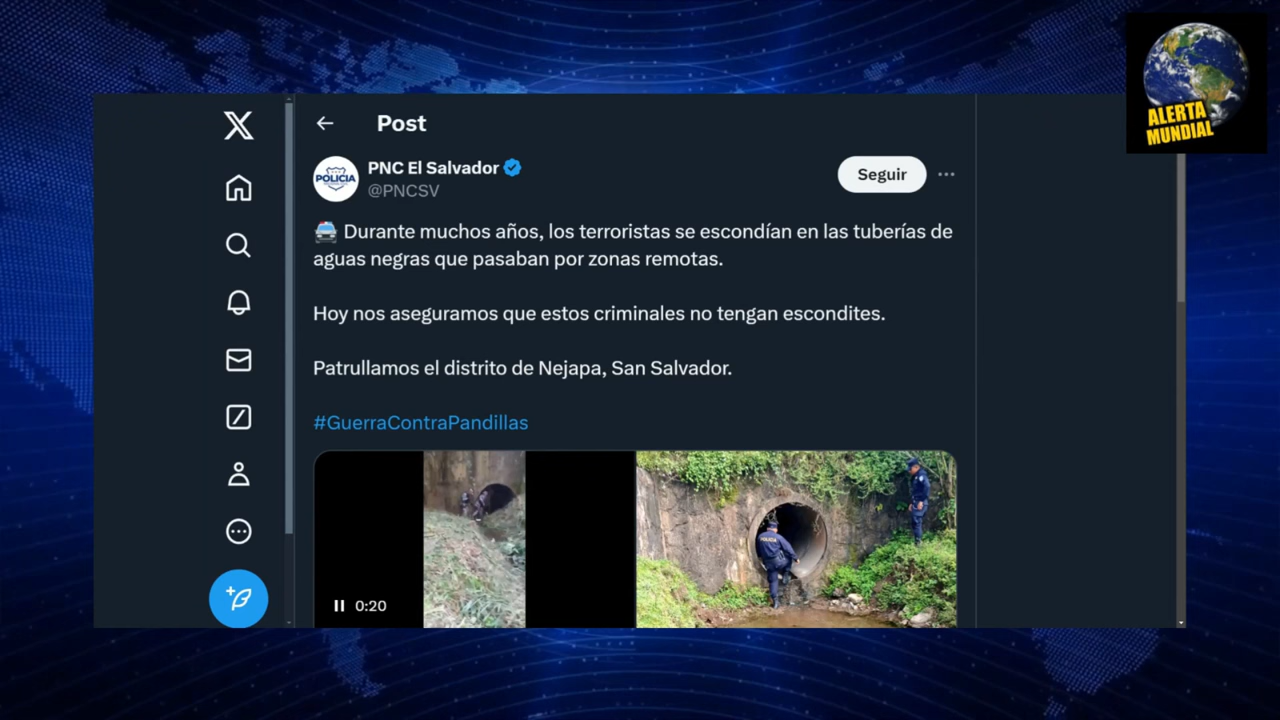 ALERTA
MUNDIAL
Post
PNC El Salvador
@PNCSV
Seguir
POLICIA
Durante muchos años, los terroristas se escondían en las tuberías de
aguas negras que pasaban por zonas remotas.
Hoy nos aseguramos que estos criminales no tengan escondites.
Patrullamos el distrito de Nejapa, San Salvador.
#GuerraContraPandillas
0:20
POLICIA